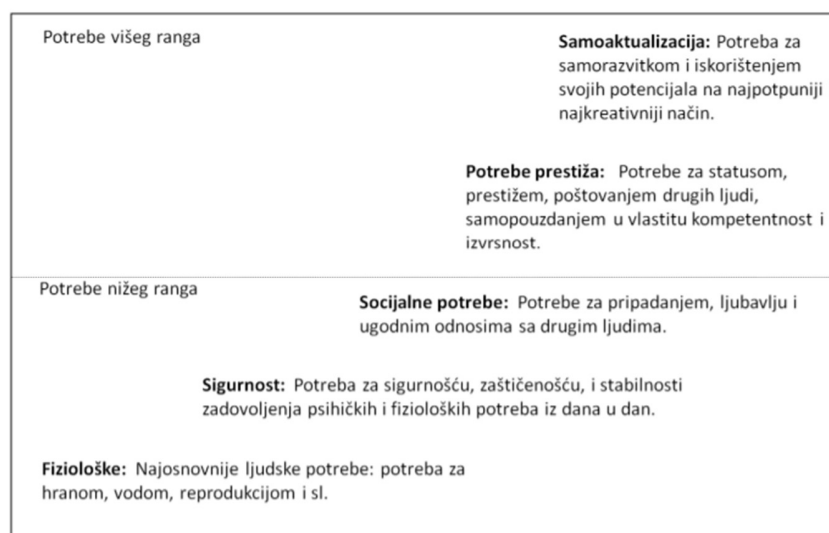 Potrebe višeg ranga
Samoaktualizacija: Potreba za
samorazvitkom i iskorištenjem
svojih potencijala na najpotpuniji
najkreativniji način.
Potrebe prestiža: Potrebe za statusom,
prestižem, poštovanjem drugih ljudi,
samopouzdanjem u vlastitu kompetentnost i
izvrsnost.
Potrebe nižeg ranga
Socijalne potrebe: Potrebe za pripadanjem, ljubavlju i
ugodnim odnosima sa drugim ljudima.
Sigurnost: Potreba za sigurnošću, zaštičenošću, i stabilnosti
zadovoljenja psihičkih i fizioloških potreba iz dana u dan.
Fiziološke: Najosnovnije ljudske potrebe: potreba za
hranom, vodom, reprodukcijom i sl.